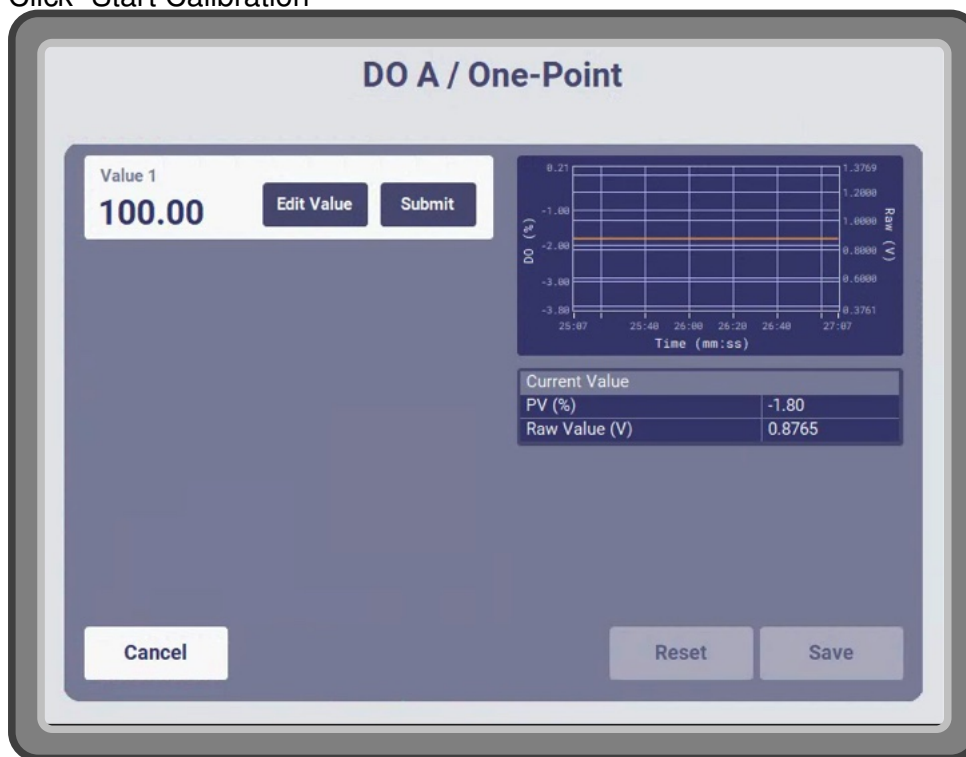 Click "Start Calibration"
DO A / One-Point
Value 1
100.00
Edit Value
Submit
0.21
-1.00
-2.00
-3.00
-3.80
DO (%)
1.3769
1.2000
1.0000
0.8000
0.6000
0.3761
Raw (V)
25:07 25:40 26:00 26:20 26:40 27:07
Time (mm:ss)
Current Value
PV (%) -1.80
Raw Value (V) 0.8765
Cancel
Reset
Save